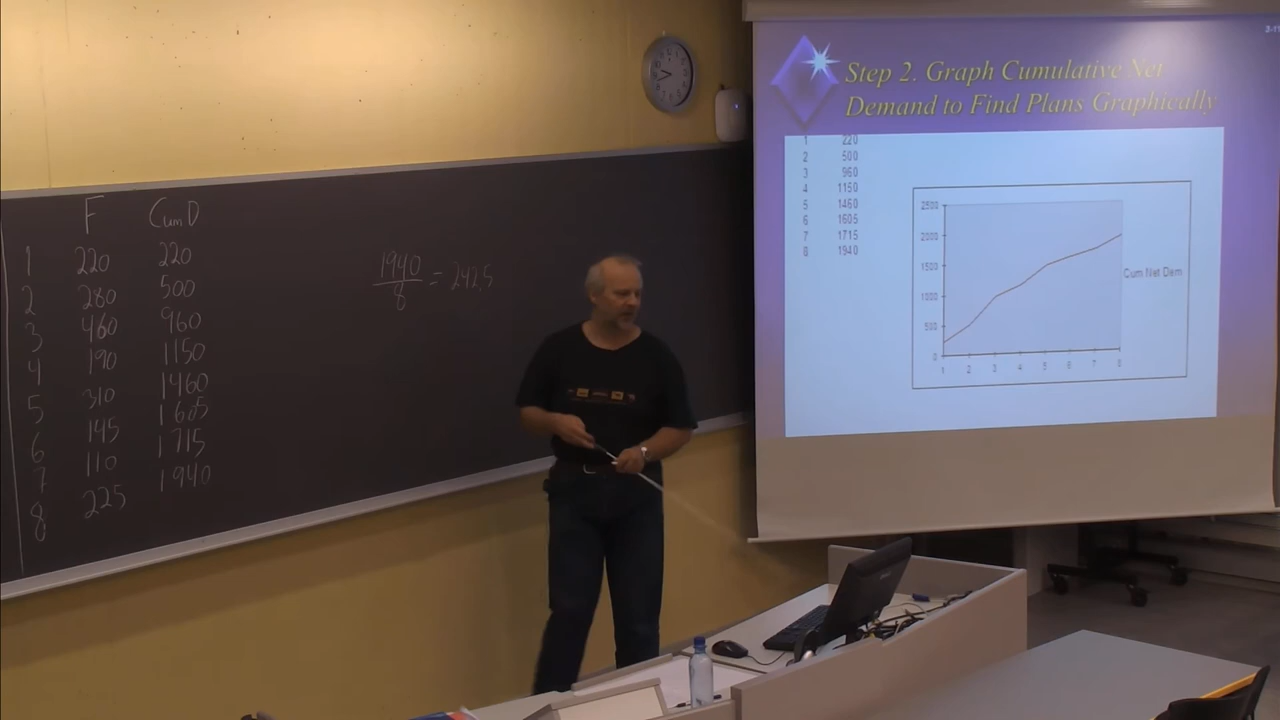 F Cum D
1 220 220
2 280 500
3 460 960
4 190 1150
5 310 1460
6 145 1605
7 110 1715
8 225 1940
1940
8
= 242,5
Step 2. Graph Cumulative Net
Demand to Find Plans Graphically
1 220
2 500
3 960
4 1150
5 1460
6 1605
7 1715
8 1940
2500
2000
1500
1000
500
0
1 2 3 4 5 6 7 8
Cum Net Dem